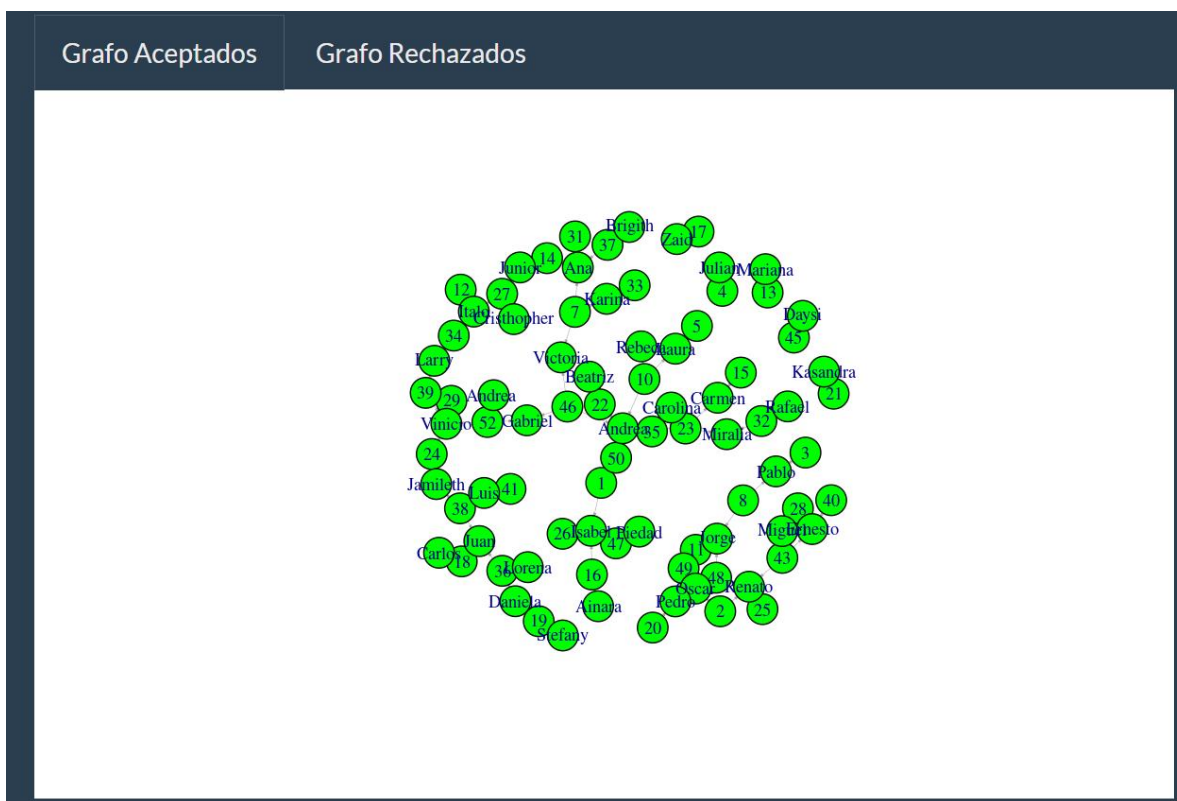 Grafo Aceptados
Grafo Rechazados
Brigith
31
37
Zaid
17
14
Junior
Ana
Julian
Mariana
12
27
Karina
33
4
13
Italo
Cristhopher
7
Daysi
34
5
45
Larry
Victoria
Rebeca
Laura
Beatriz
10
15
Kasandra
39
29
Andrea
46
22
Carolina
Carmen
21
Vinicio
52
Gabriel
Andrea
35
23
Miralia
32
Rafael
24
50
3
Jamileth
Luis
41
1
Pablo
38
8
28
40
Juan
26
Isabel
Piedad
47
Jorge
Miguel
Ernesto
Carlos
18
11
43
36
Lorena
16
49
48
Renato
Daniela
Ainara
Pedro
Oscar
2
25
19
Stefany
20